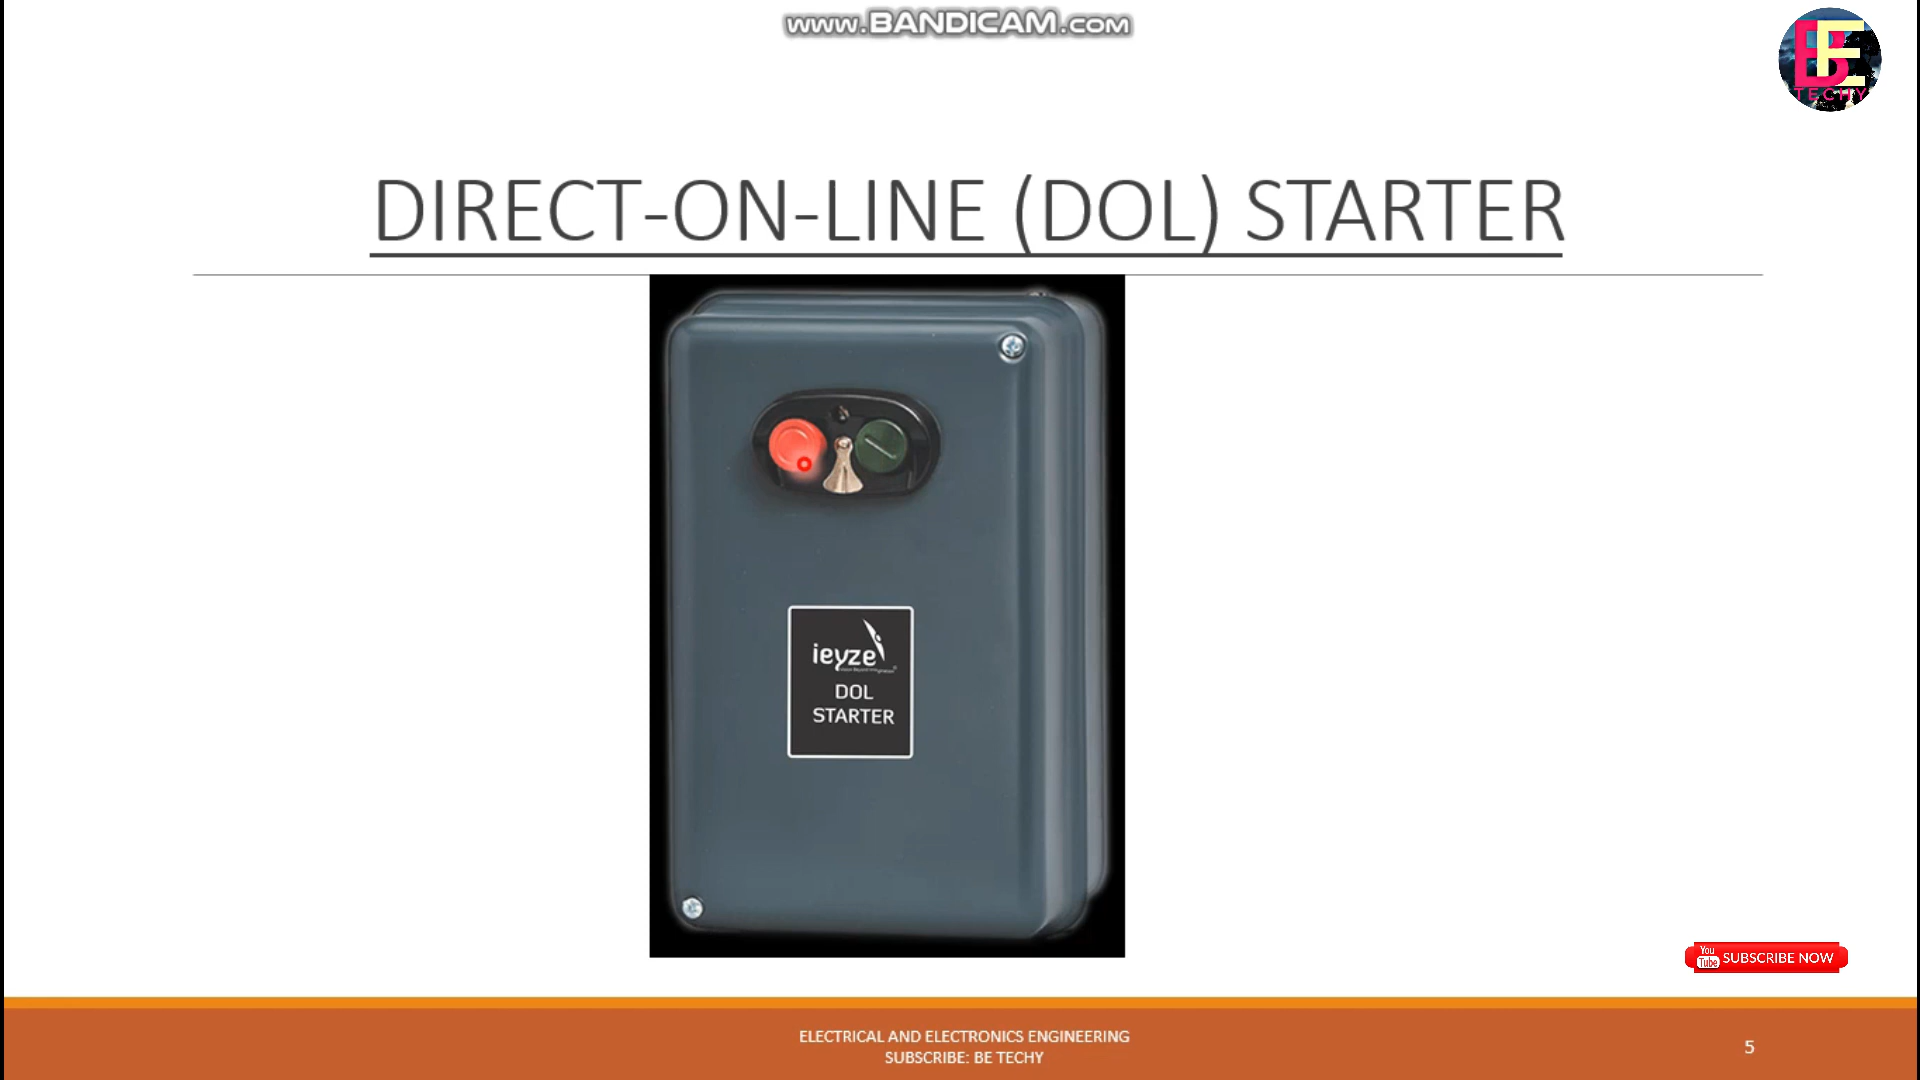 www.BANDICAM.com
BE
TECHY
DIRECT-ON-LINE (DOL) STARTER
ieyze
DOL
STARTER
You
Tube
SUBSCRIBE NOW
ELECTRICAL AND ELECTRONICS ENGINEERING
SUBSCRIBE: BE TECHY
5